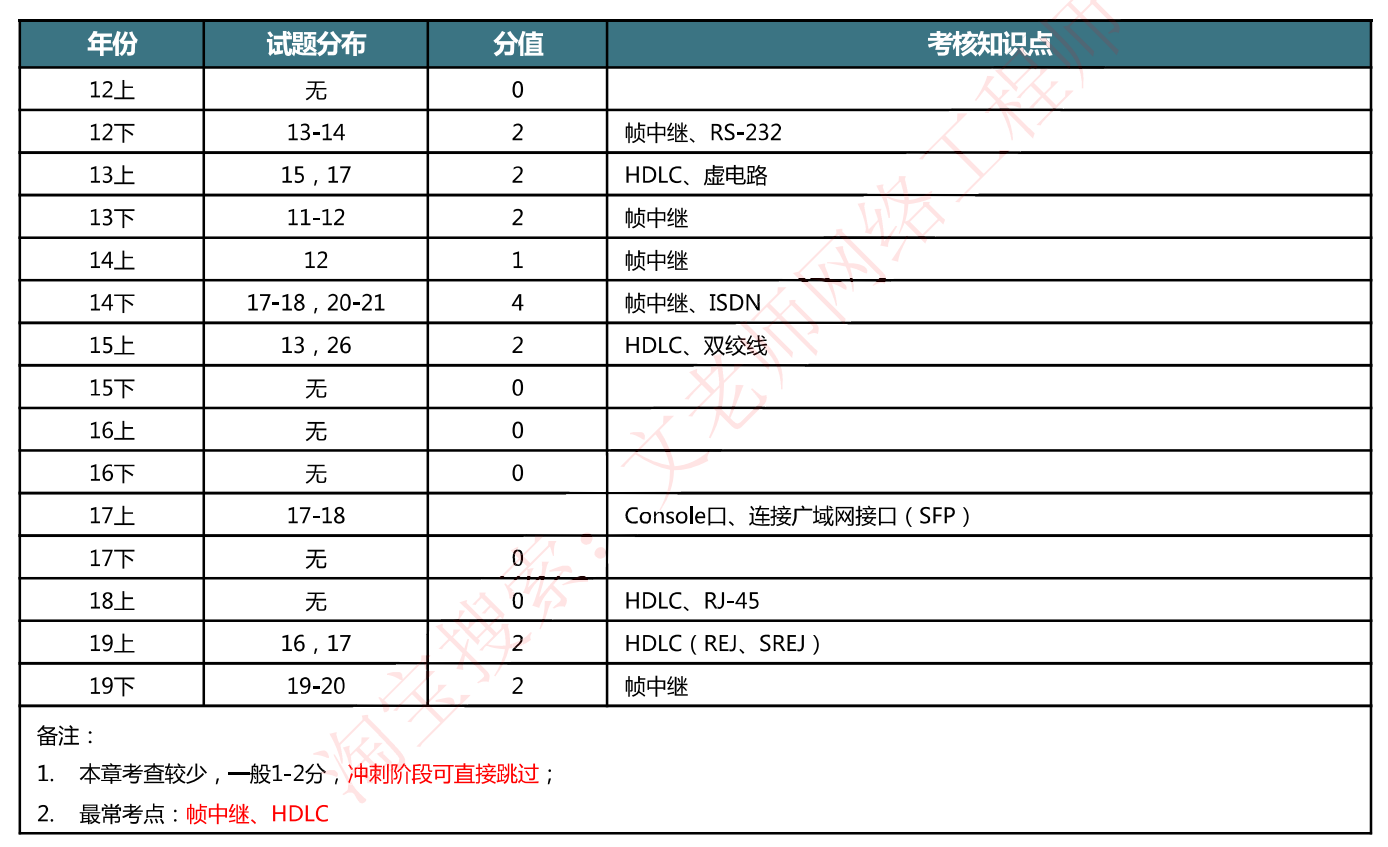 年份 试题分布 分值 考核知识点
12上 无 0
12下 13-14 2 帧中继、RS-232
13上 15，17 2 HDLC、虚电路
13下 11-12 2 帧中继
14上 12 1 帧中继
14下 17-18，20-21 4 帧中继、ISDN
15上 13，26 2 HDLC、双绞线
15下 无 0
16上 无 0
16下 无 0
17上 17-18 Console口、连接广域网接口（SFP）
17下 无 0
18上 无 0 HDLC、RJ-45
19上 16，17 2 HDLC（REJ、SREJ）
19下 19-20 2 帧中继
备注：
1. 本章考查较少，一般1-2分，冲刺阶段可直接跳过；
2. 最常考点：帧中继、HDLC
淘宝搜索：文老师网络工程师